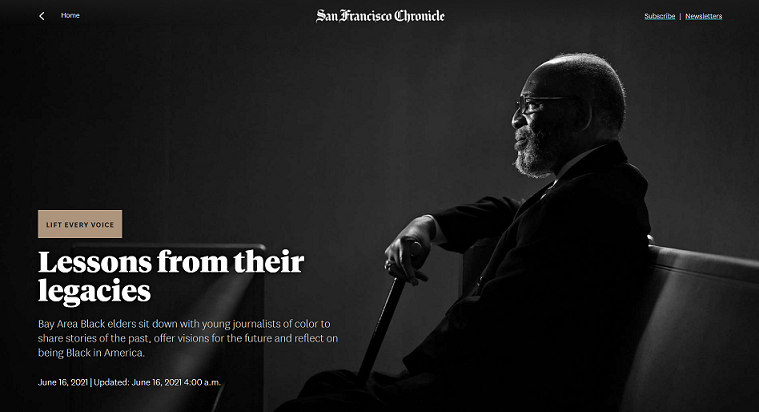 Home
San Francisco Chronicle
Subscribe | Newsletters
LIFT EVERY VOICE
Lessons from their
legacies
Bay Area Black elders sit down with young journalists of color to
share stories of the past, offer visions for the future and reflect on
being Black in America.
June 16, 2021 | Updated: June 16, 2021 4:00 a.m.